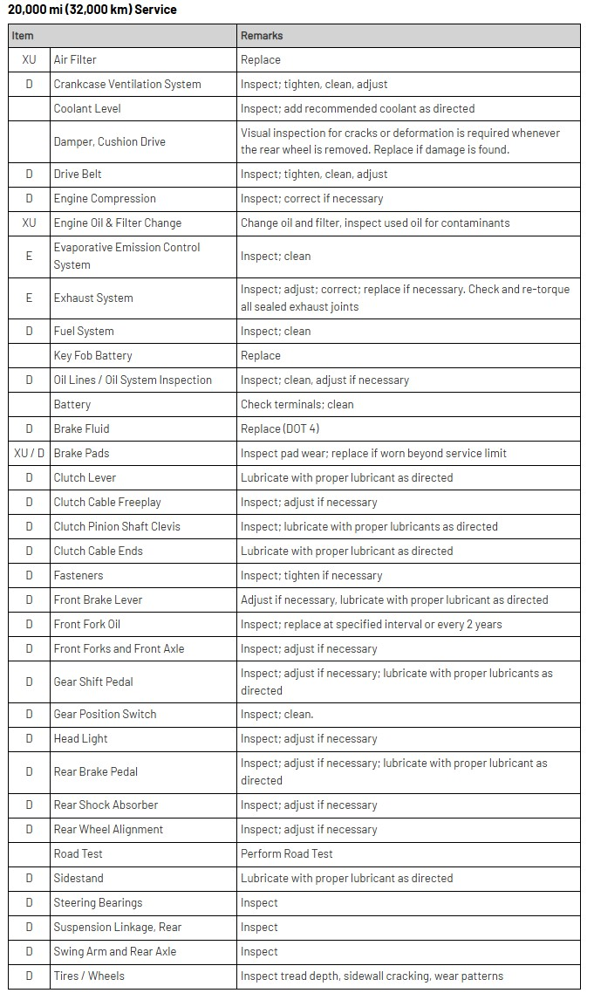 20,000 mi (32,000 km) Service
Item Remarks
XU Air Filter Replace
D Crankcase Ventilation System Inspect; tighten, clean, adjust
Coolant Level Inspect; add recommended coolant as directed
Damper, Cushion Drive Visual inspection for cracks or deformation is required whenever
the rear wheel is removed. Replace if damage is found.
D Drive Belt Inspect; tighten, clean, adjust
D Engine Compression Inspect; correct if necessary
XU Engine Oil & Filter Change Change oil and filter, inspect used oil for contaminants
E Evaporative Emission Control
System Inspect; clean
E Exhaust System Inspect; adjust; correct; replace if necessary. Check and re-torque
all sealed exhaust joints
D Fuel System Inspect; clean
Key Fob Battery Replace
D Oil Lines / Oil System Inspection Inspect; clean, adjust if necessary
Battery Check terminals; clean
D Brake Fluid Replace (DOT 4)
XU / D Brake Pads Inspect pad wear; replace if worn beyond service limit
D Clutch Lever Lubricate with proper lubricant as directed
D Clutch Cable Freeplay Inspect; adjust if necessary
D Clutch Pinion Shaft Clevis Inspect; lubricate with proper lubricants as directed
D Clutch Cable Ends Lubricate with proper lubricant as directed
D Fasteners Inspect; tighten if necessary
D Front Brake Lever Adjust if necessary, lubricate with proper lubricant as directed
D Front Fork Oil Inspect; replace at specified interval or every 2 years
D Front Forks and Front Axle Inspect; adjust if necessary
D Gear Shift Pedal Inspect; adjust if necessary; lubricate with proper lubricants as
directed
D Gear Position Switch Inspect; clean.
D Head Light Inspect; adjust if necessary
D Rear Brake Pedal Inspect; adjust if necessary; lubricate with proper lubricant as
directed
D Rear Shock Absorber Inspect; adjust if necessary
D Rear Wheel Alignment Inspect; adjust if necessary
Road Test Perform Road Test
D Sidestand Lubricate with proper lubricant as directed
D Steering Bearings Inspect
D Suspension Linkage, Rear Inspect
D Swing Arm and Rear Axle Inspect
D Tires / Wheels Inspect tread depth, sidewall cracking, wear patterns